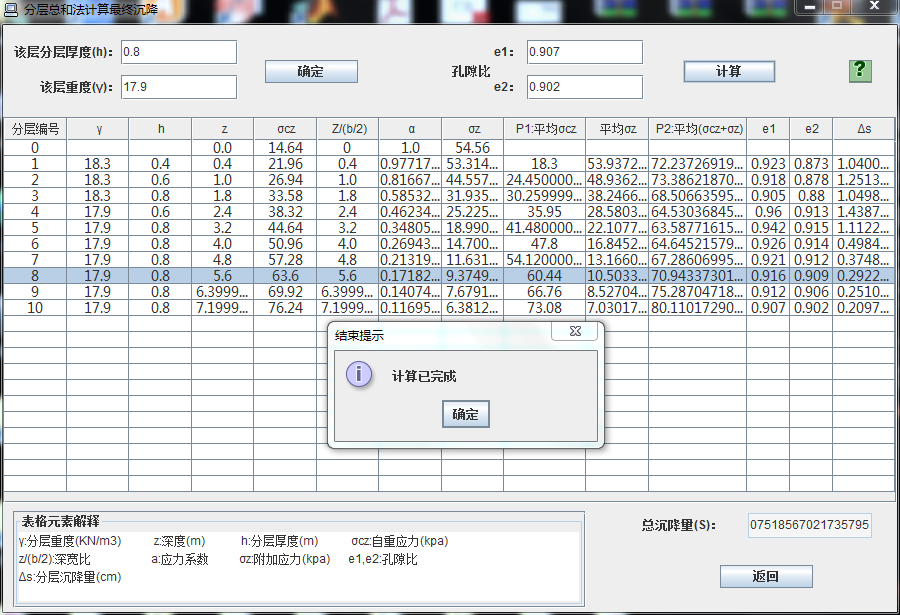 分层总和法计算最终沉降
该层分层厚度(h): 0.8 确定 e1: 0.907 计算 ?
孔隙比
该层重度(γ): 17.9 e2: 0.902
分层编号 γ h z σcz Z/(b/2) α σz P1:平均σcz 平均σz P2:平均(σcz+σz) e1 e2 Δs
0 0.0 14.64 0 1.0 54.56
1 18.3 0.4 0.4 21.96 0.4 0.97717... 53.314... 18.3 53.9372... 72.23726919... 0.923 0.873 1.0400...
2 18.3 0.6 1.0 26.94 1.0 0.81667... 44.557... 24.450000... 48.9362... 73.38621870... 0.918 0.878 1.2513...
3 18.3 0.8 1.8 33.58 1.8 0.58532... 31.935... 30.259999... 38.2466... 68.50663595... 0.905 0.88 1.0498...
4 17.9 0.6 2.4 38.32 2.4 0.46234... 25.225... 35.95 28.5803... 64.53036845... 0.96 0.913 1.4387...
5 17.9 0.8 3.2 44.64 3.2 0.34805... 18.990... 41.480000... 22.1077... 63.58771615... 0.942 0.915 1.1122...
6 17.9 0.8 4.0 50.96 4.0 0.26943... 14.700... 47.8 16.8452... 64.64521579... 0.926 0.914 0.4984...
7 17.9 0.8 4.8 57.28 4.8 0.21319... 11.631... 54.120000... 13.1660... 67.28606995... 0.921 0.912 0.3748...
8 17.9 0.8 5.6 63.6 5.6 0.17182... 9.3749... 60.44 10.5033... 70.94337301... 0.916 0.909 0.2922...
9 17.9 0.8 6.3999... 69.92 6.3999... 0.14074... 7.6791... 66.76 8.52704... 75.28704718... 0.912 0.906 0.2510...
10 17.9 0.8 7.1999... 76.24 7.1999... 0.11695... 6.3812... 73.08 7.03017... 80.11017290... 0.907 0.902 0.2097...
结束提示
计算已完成
确定
表格元素解释
γ:分层重度(KN/m3) z:深度(m) h:分层厚度(m) σcz:自重应力(kpa)
z/(b/2):深宽比 a:应力系数 σz:附加应力(kpa) e1,e2:孔隙比
Δs:分层沉降量(cm)
总沉降量(S): 07518567021735795
返回